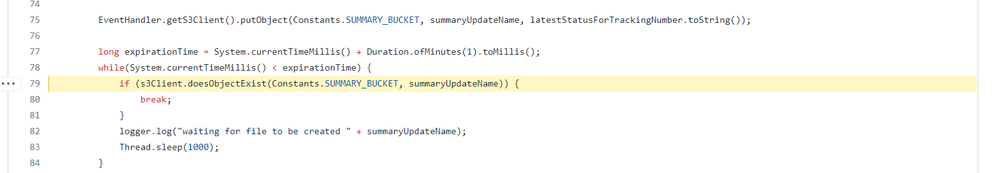 74
75 EventHandler.getS3Client().putObject(Constants.SUMMARY_BUCKET, summaryUpdateName, latestStatusForTrackingNumber.toString());
76
77 long expirationTime = System.currentTimeMillis() + Duration.ofMinutes(1).toMillis();
78 while(System.currentTimeMillis() < expirationTime) {
79 if (s3Client.doesObjectExist(Constants.SUMMARY_BUCKET, summaryUpdateName)) {
80 break;
81 }
82 logger.log("waiting for file to be created " + summaryUpdateName);
83 Thread.sleep(1000);
84 }